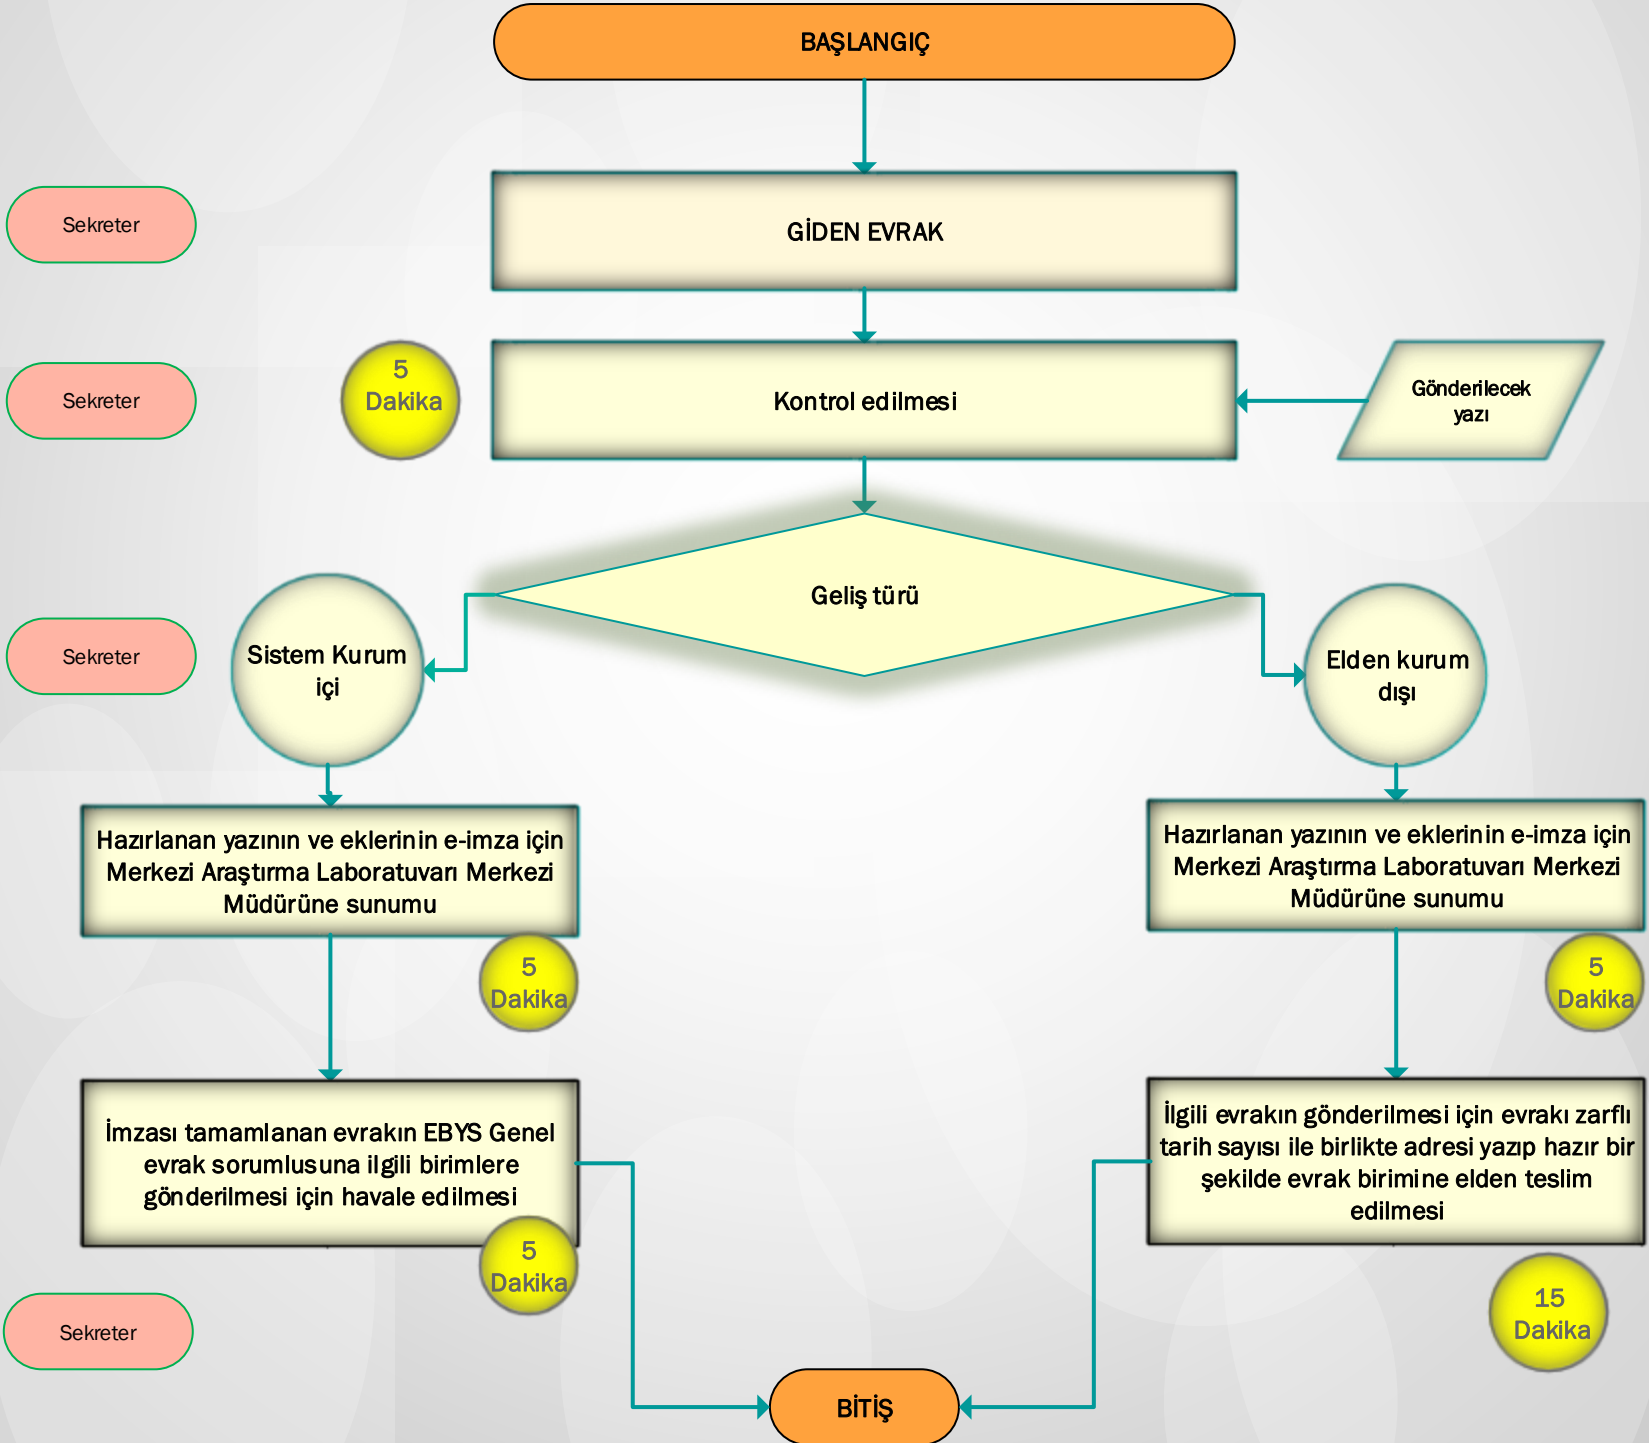 BAŞLANGIÇ
Sekreter
GİDEN EVRAK
Sekreter
5
Dakika
Kontrol edilmesi
Gönderilecek
yazı
Geliş türü
Sekreter
Sistem Kurum
içi
Elden kurum
dışı
Hazırlanan yazının ve eklerinin e-imza için
Merkezi Araştırma Laboratuvarı Merkezi
Müdürüne sunumu
5
Dakika
Hazırlanan yazının ve eklerinin e-imza için
Merkezi Araştırma Laboratuvarı Merkezi
Müdürüne sunumu
5
Dakika
İmzası tamamlanan evrakın EBYS Genel
evrak sorumlusuna ilgili birimlere
gönderilmesi için havale edilmesi
5
Dakika
İlgili evrakın gönderilmesi için evrakı zarflı
tarih sayısı ile birlikte adresi yazıp hazır bir
şekilde evrak birimine elden teslim
edilmesi
15
Dakika
Sekreter
BİTİŞ